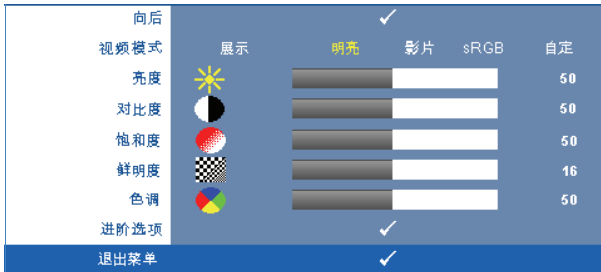 向后
视频模式 展示 明亮 影片 sRGB 自定
亮度 50
对比度 50
饱和度 50
鲜明度 16
色调 50
进阶选项
退出菜单